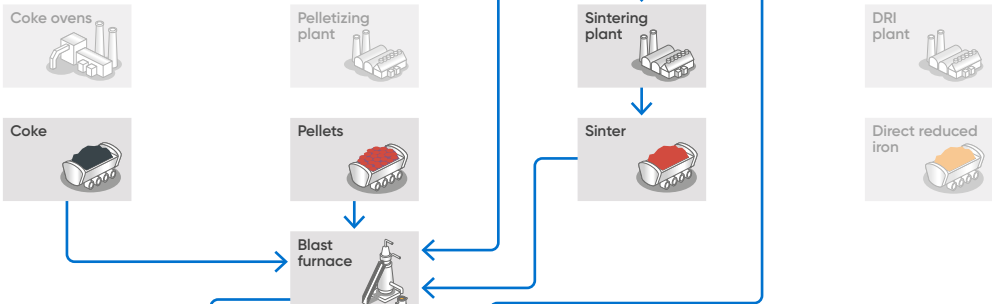 Coke ovens
Pelletizing
plant
Sintering
plant
DRI
plant
Coke
Pellets
Sinter
Direct reduced
iron
Blast
furnace